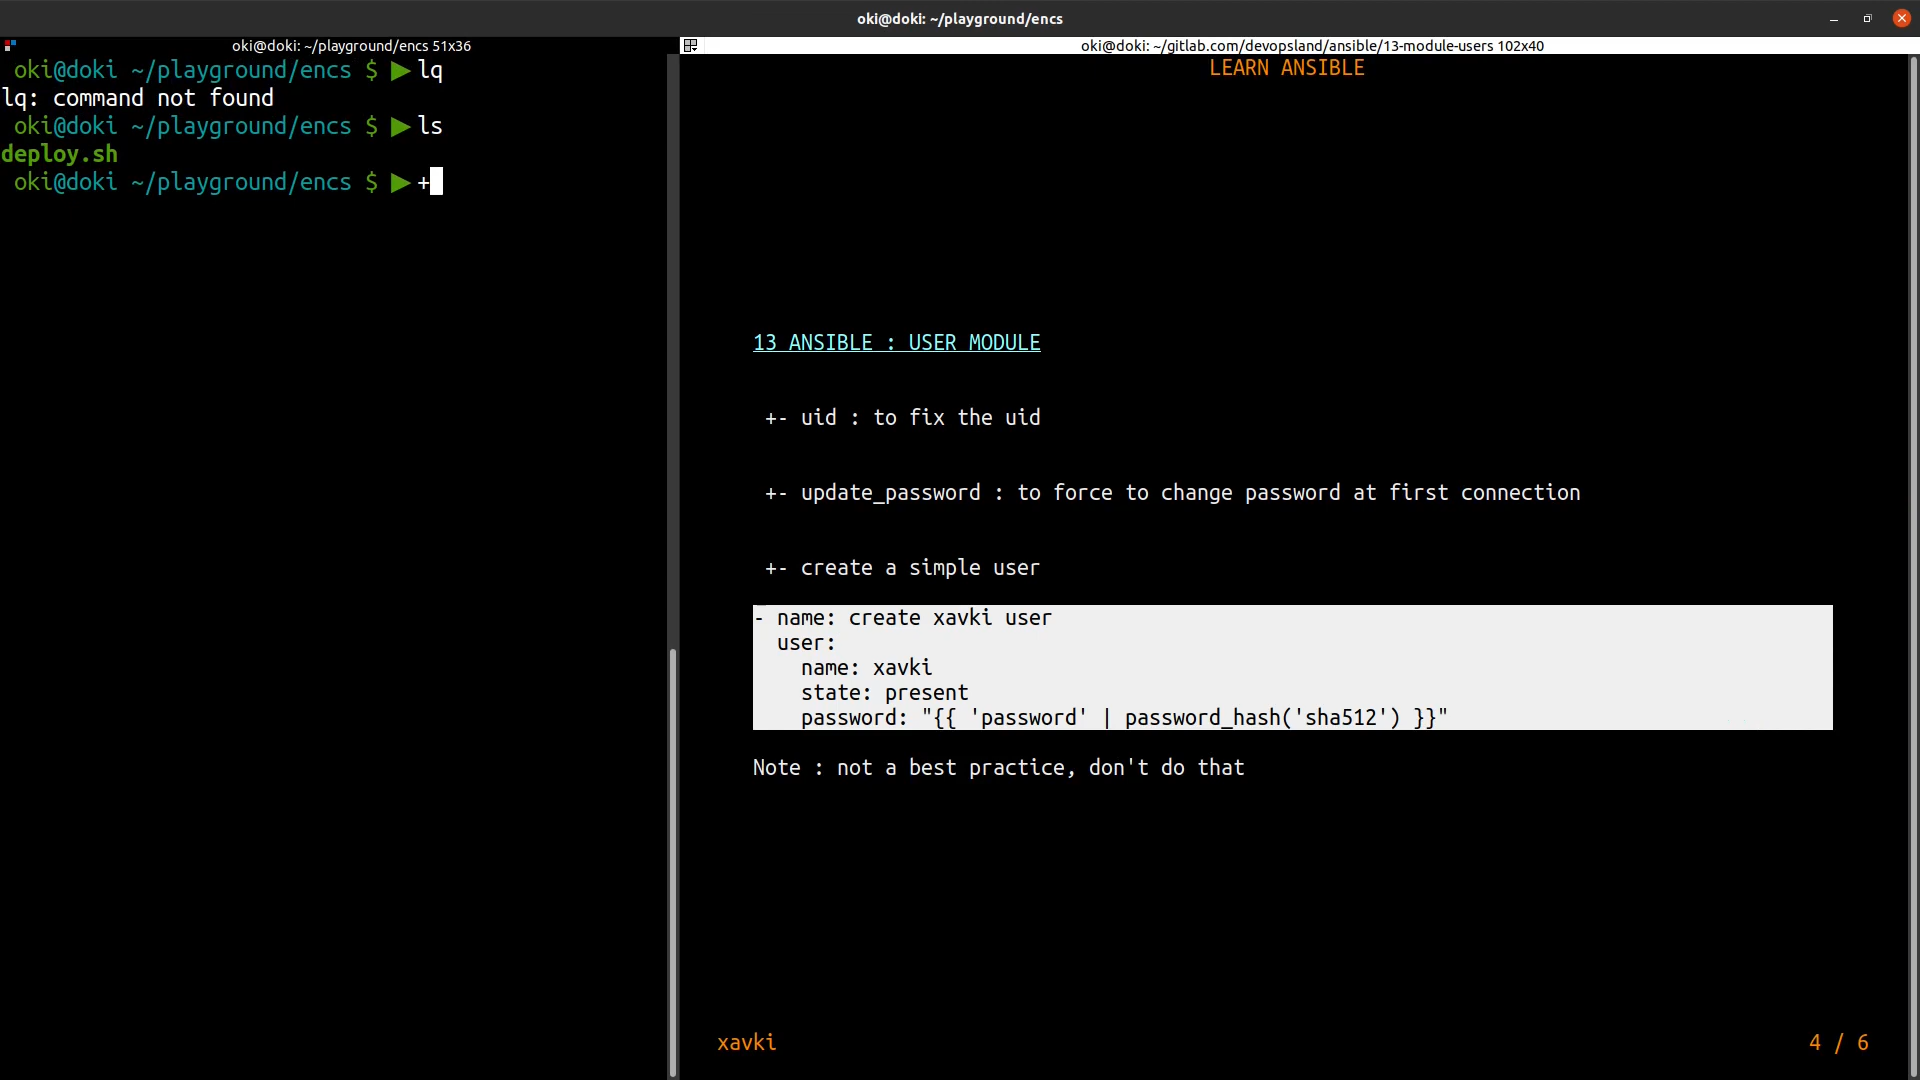 oki@doki: ~/playground/encs
oki@doki: ~/playground/encs 51x36
oki@doki ~/playground/encs $ ▶ lq
lq: command not found
oki@doki ~/playground/encs $ ▶ ls
deploy.sh
oki@doki ~/playground/encs $ ▶ +
oki@doki: ~/gitlab.com/devopsland/ansible/13-module-users 102x40
LEARN ANSIBLE
13 ANSIBLE : USER MODULE
+- uid : to fix the uid
+- update_password : to force to change password at first connection
+- create a simple user
- name: create xavki user
  user:
    name: xavki
    state: present
    password: "{{ 'password' | password_hash('sha512') }}"
Note : not a best practice, don't do that
xavki
4 / 6